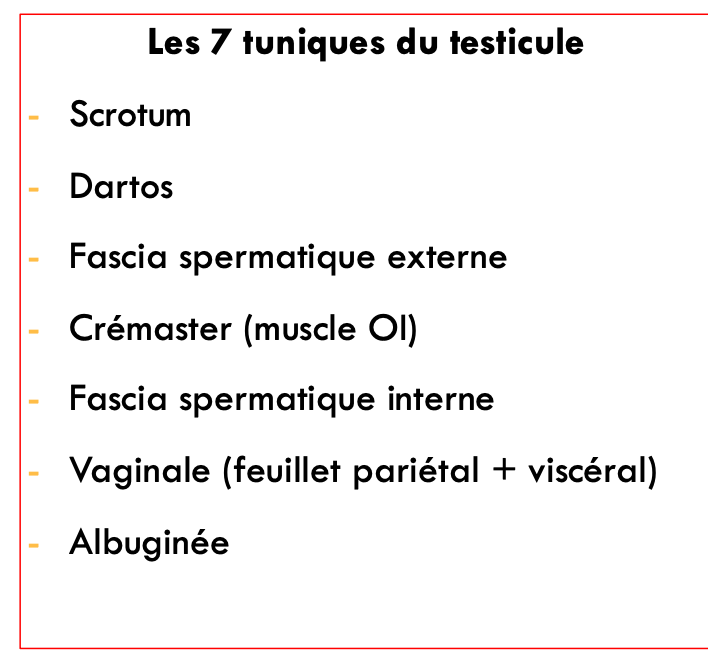 Les 7 tuniques du testicule
- Scrotum
- Dartos
- Fascia spermatique externe
- Crémaster (muscle OI)
- Fascia spermatique interne
- Vaginale (feuillet pariétal + viscéral)
- Albuginée